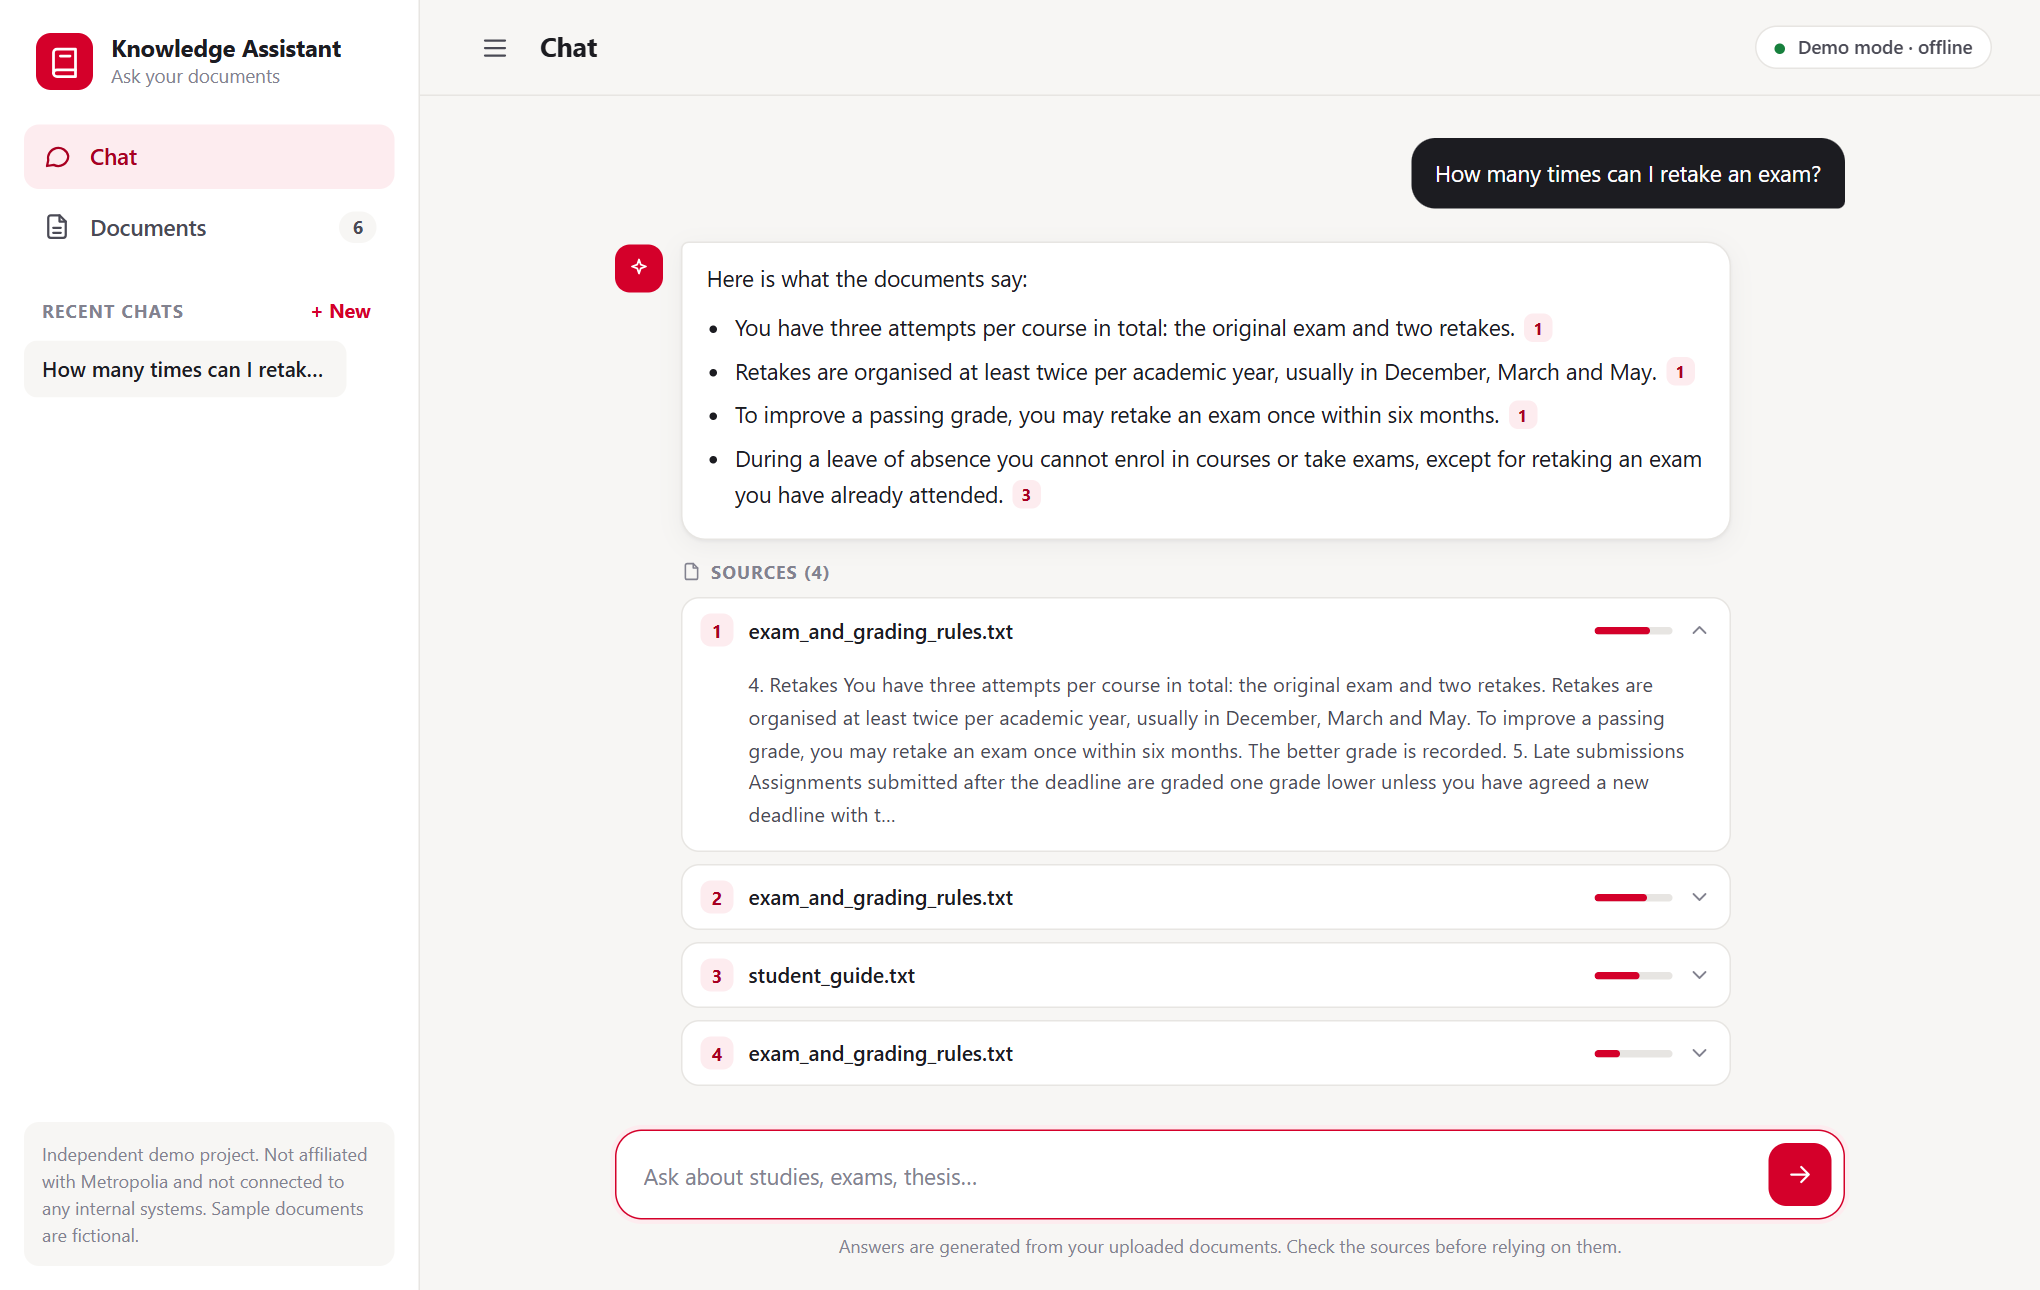 Knowledge Assistant
Ask your documents
Chat
Documents
6
RECENT CHATS
+ New
How many times can I retak...
Independent demo project. Not affiliated
with Metropolia and not connected to
any internal systems. Sample documents
are fictional.
Chat
Demo mode · offline
How many times can I retake an exam?
Here is what the documents say:
• You have three attempts per course in total: the original exam and two retakes. 1
• Retakes are organised at least twice per academic year, usually in December, March and May. 1
• To improve a passing grade, you may retake an exam once within six months. 1
• During a leave of absence you cannot enrol in courses or take exams, except for retaking an exam
you have already attended. 3
SOURCES (4)
1 exam_and_grading_rules.txt
4. Retakes You have three attempts per course in total: the original exam and two retakes. Retakes are
organised at least twice per academic year, usually in December, March and May. To improve a passing
grade, you may retake an exam once within six months. The better grade is recorded. 5. Late submissions
Assignments submitted after the deadline are graded one grade lower unless you have agreed a new
deadline with t...
2 exam_and_grading_rules.txt
3 student_guide.txt
4 exam_and_grading_rules.txt
Ask about studies, exams, thesis...
Answers are generated from your uploaded documents. Check the sources before relying on them.